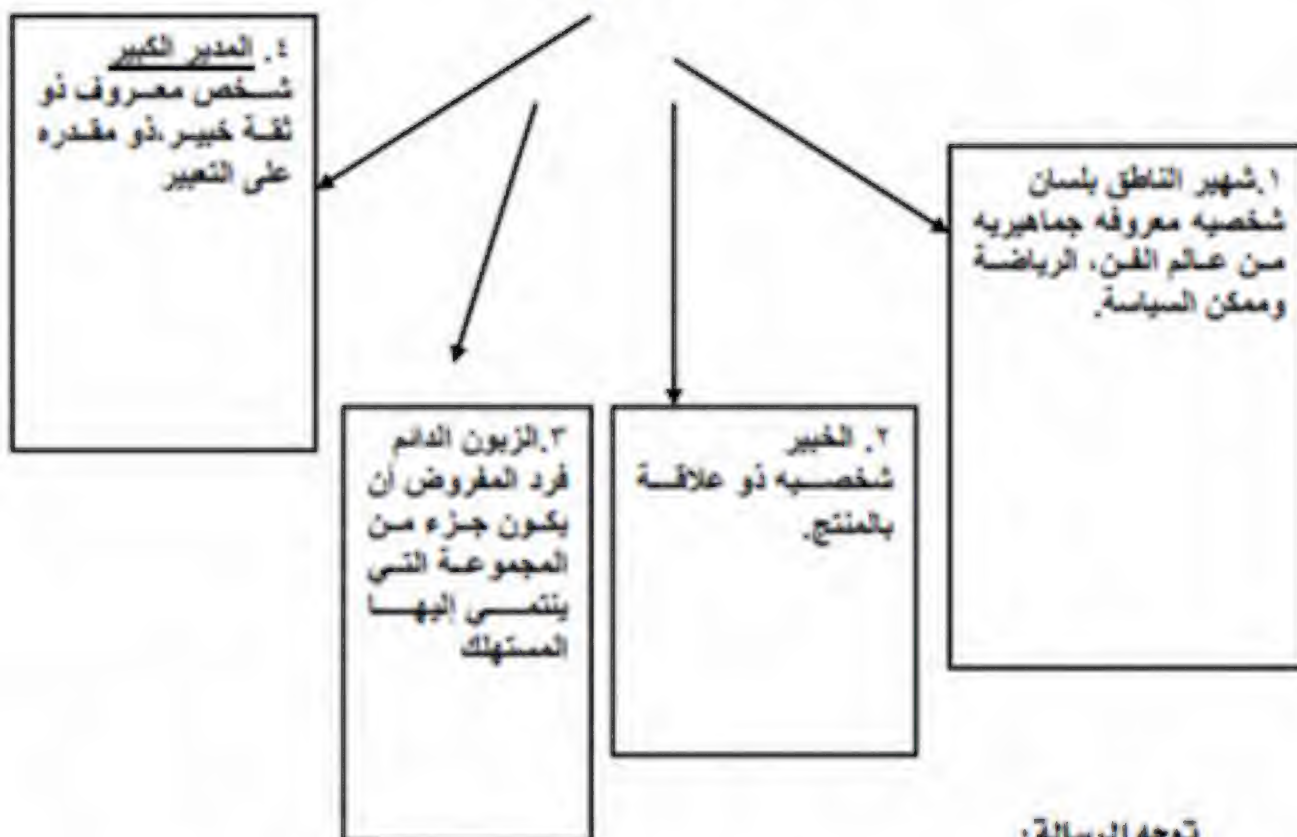 ١.شهير الناطق بلسان
شخصيه معروفه جماهيريه
من عالم الفن، الرياضة
وممكن السياسة.
٢. الخبير
شخصيه ذو علاقة
بالمنتج.
٣.الزبون الدائم
فرد المفروض أن
يكون جزء من
المجموعة التي
ينتمي إليها
المستهلك
٤. المدير الكبير
شخص معروف ذو
ثقة خبير،ذو مقدره
على التعبير
توجه الرسالة: